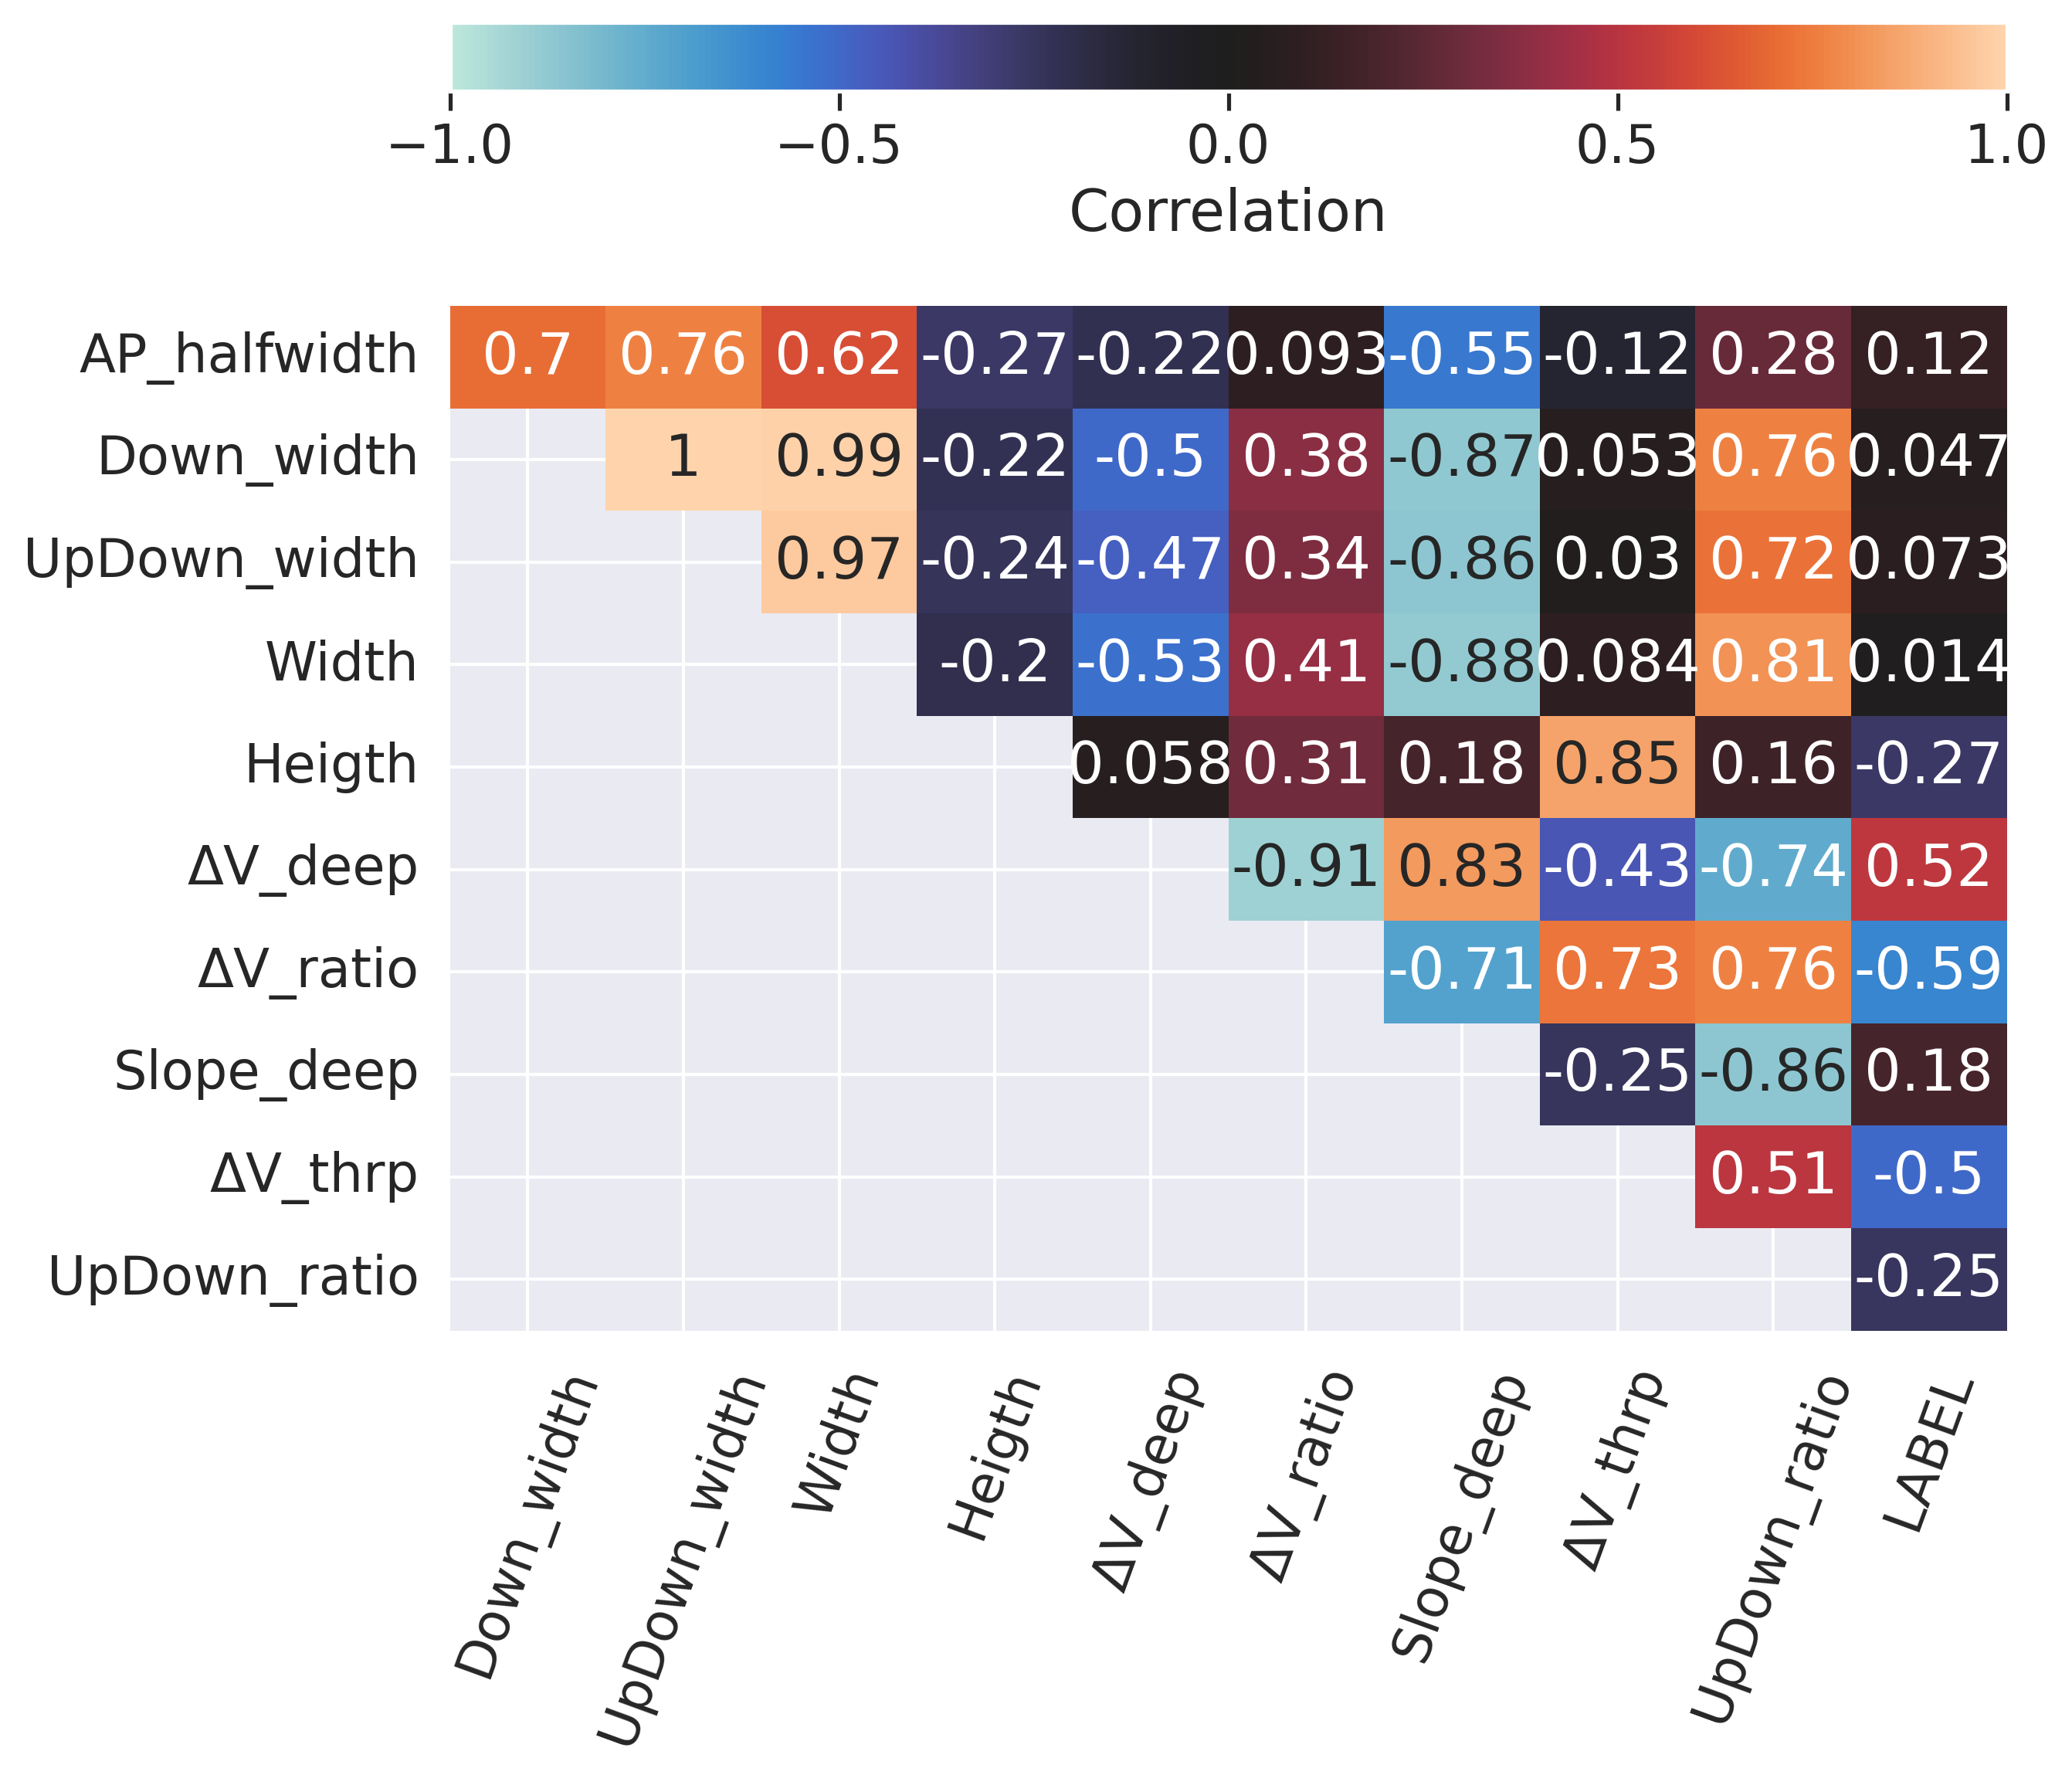 −1.0 −0.5 0.0 0.5 1.0
Correlation
AP_halfwidth 0.7 0.76 0.62 -0.27 -0.22 0.093 -0.55 -0.12 0.28 0.12
Down_width 1 0.99 -0.22 -0.5 0.38 -0.87 0.053 0.76 0.047
UpDown_width 0.97 -0.24 -0.47 0.34 -0.86 0.03 0.72 0.073
Width -0.2 -0.53 0.41 -0.88 0.084 0.81 0.014
Heigth 0.058 0.31 0.18 0.85 0.16 -0.27
ΔV_deep -0.91 0.83 -0.43 -0.74 0.52
ΔV_ratio -0.71 0.73 0.76 -0.59
Slope_deep -0.25 -0.86 0.18
ΔV_thrp 0.51 -0.5
UpDown_ratio -0.25
Down_width UpDown_width Width Heigth ΔV_deep ΔV_ratio Slope_deep ΔV_thrp UpDown_ratio LABEL